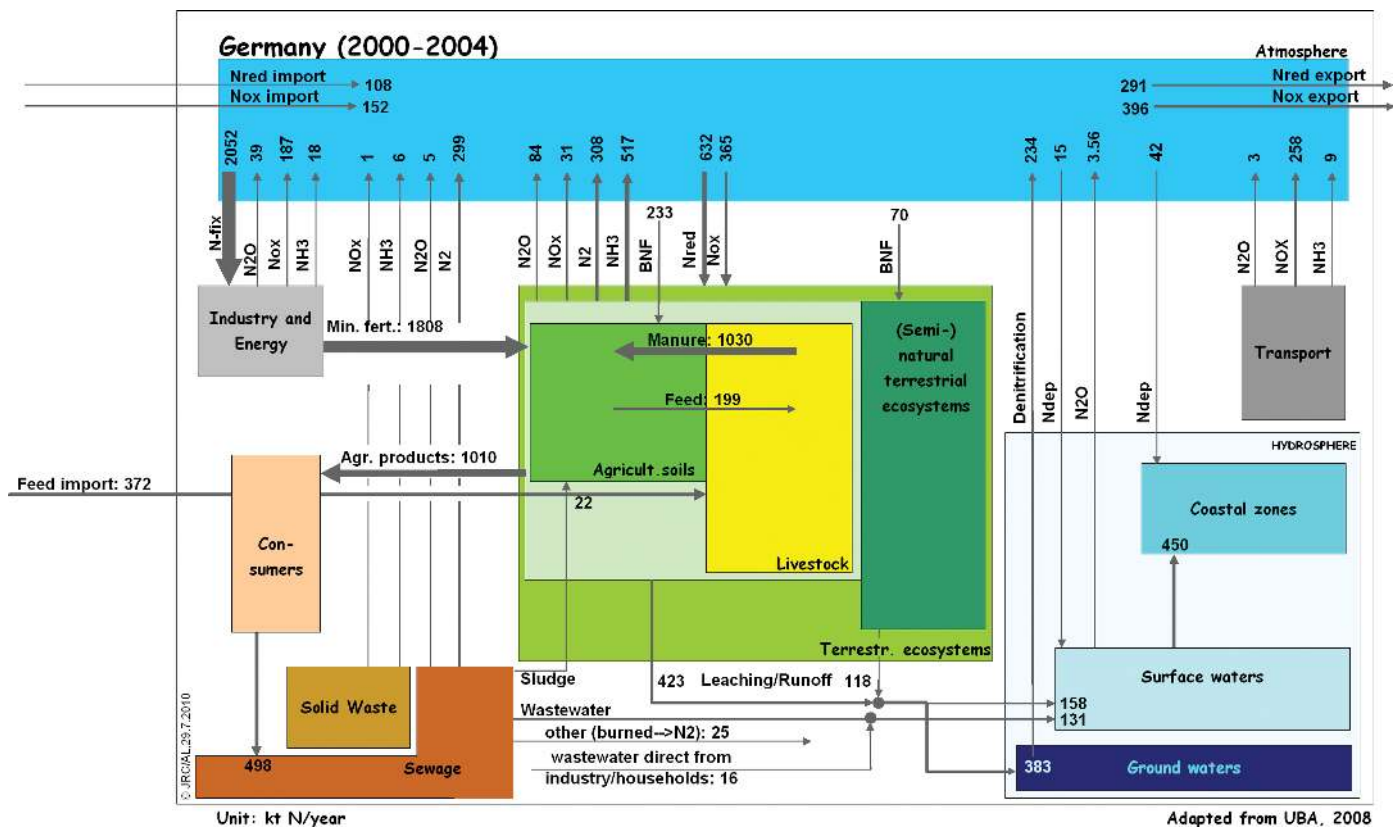 Germany (2000-2004)
Atmosphere
Nred import
108
Nox import
152
291
Nred export
396
Nox export
2052
39
187
18
1
6
5
299
84
31
308
517
632
365
234
15
3.56
42
3
258
9
N-fix
N2O
Nox
NH3
NOx
NH3
N2O
N2
N2O
NOx
N2
NH3
BNF
233
Nred
Nox
BNF
70
Denitrification
Ndep
N2O
Ndep
N2O
NOX
NH3
Industry and
Energy
Min. fert.: 1808
Manure: 1030
Feed: 199
(Semi-)
natural
terrestrial
ecosystems
Transport
HYDROSPHERE
Agr. products: 1010
Agricult.soils
Feed import: 372
22
Coastal zones
450
Con-
sumers
Livestock
Terrestr. ecosystems
Sludge
423
Leaching/Runoff
118
Surface waters
158
131
Solid Waste
Wastewater
other (burned-->N2): 25
wastewater direct from
industry/households: 16
498
Sewage
383
Ground waters
© JRC/AL.29.7.2010
Unit: kt N/year
Adapted from UBA, 2008